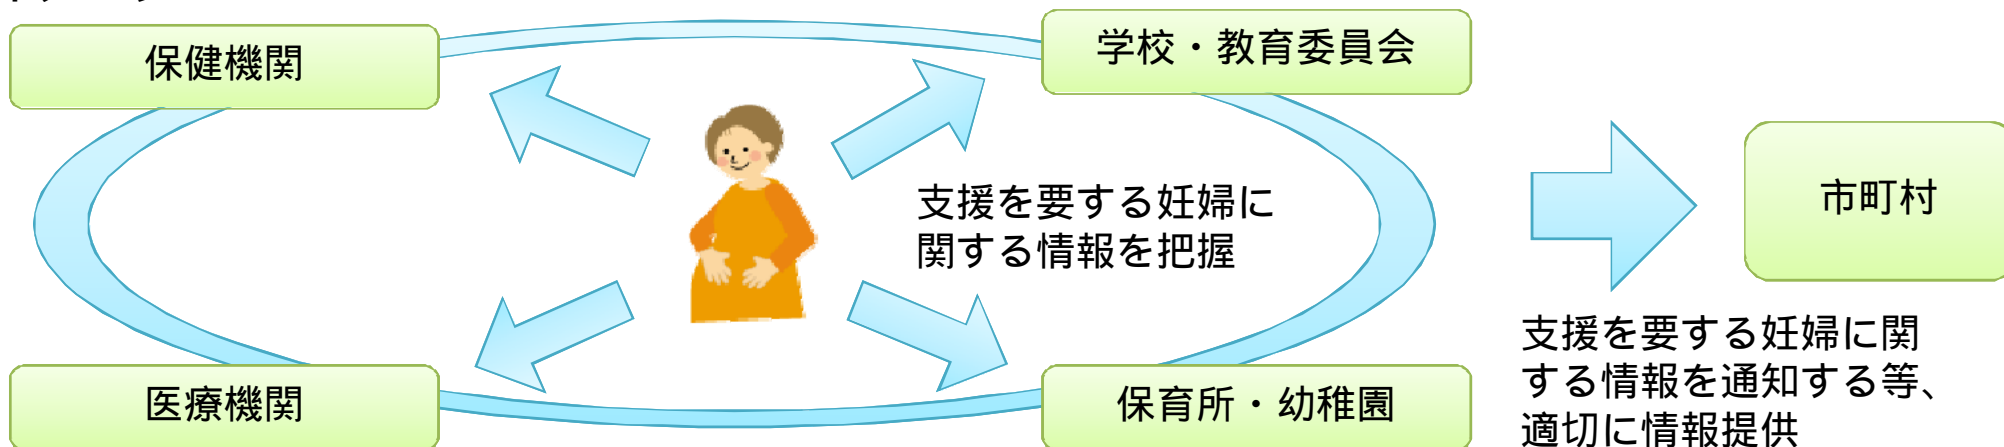 保健機関
学校・教育委員会
支援を要する妊婦に
関する情報を把握
医療機関
保育所・幼稚園
市町村
支援を要する妊婦に関
する情報を通知する等、
適切に情報提供